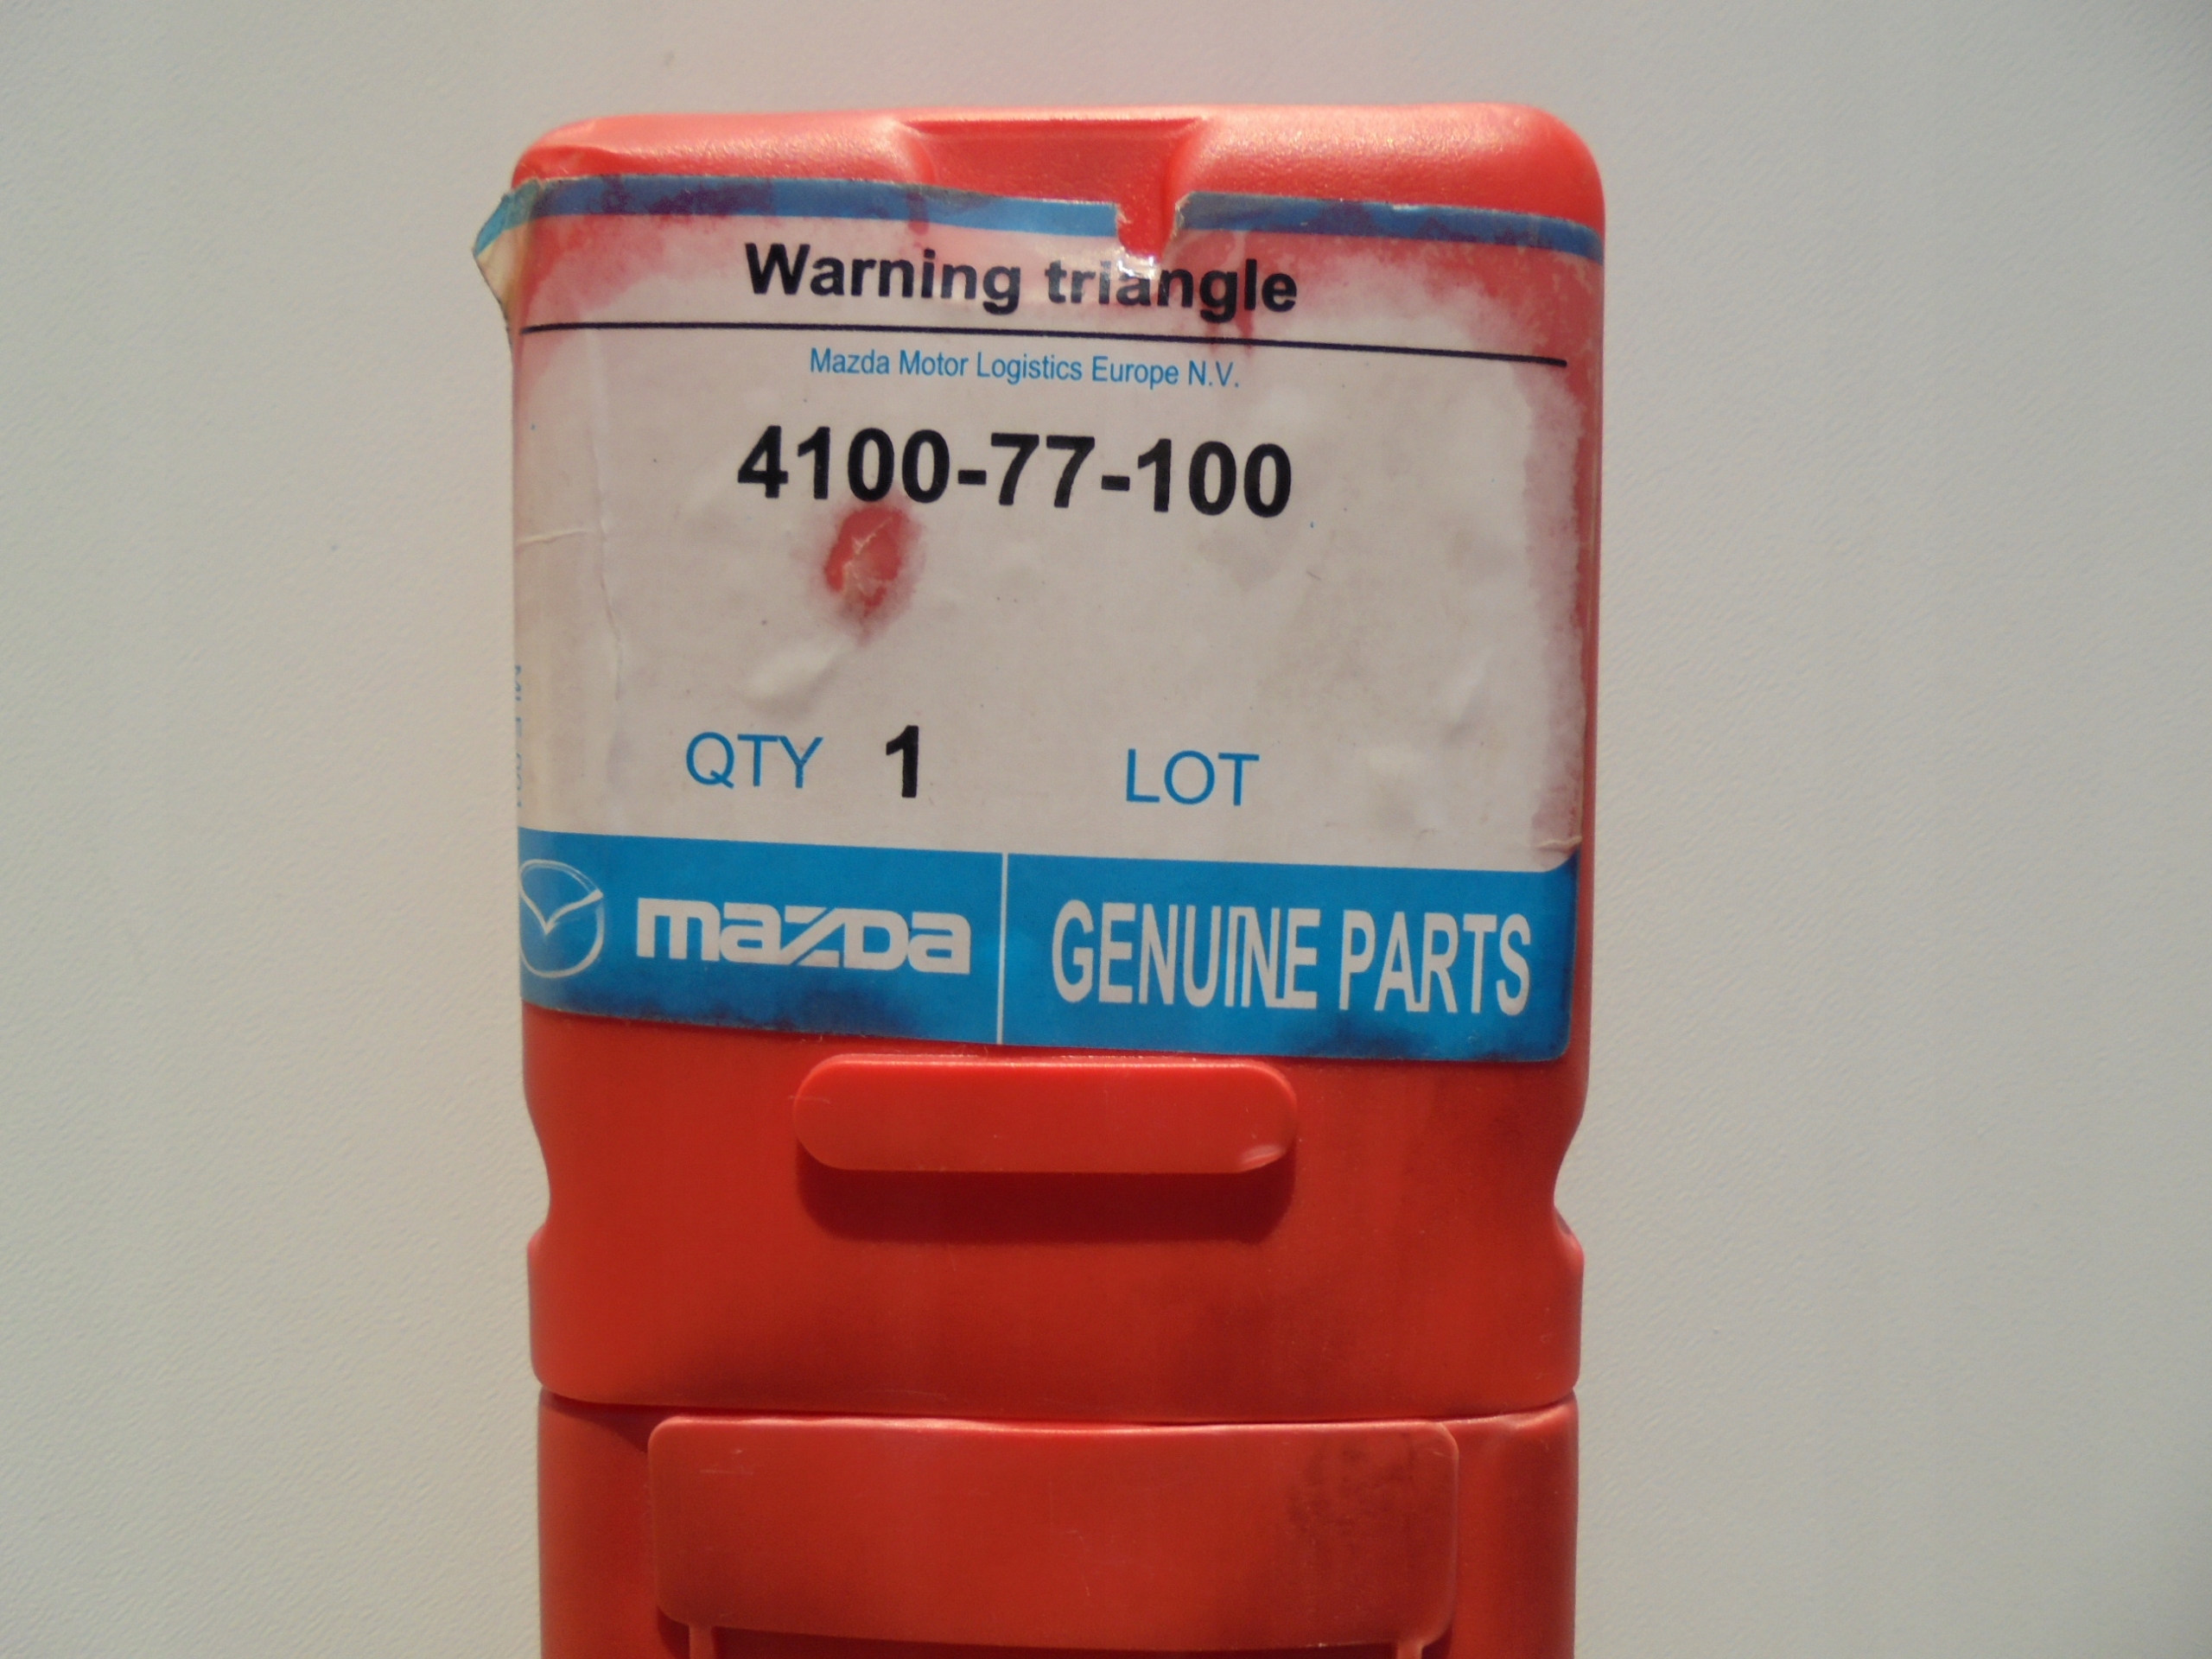 Warning triangle
Mazda Motor Logistics Europe N.V.
4100-77-100
QTY 1 LOT
mazda GENUINE PARTS